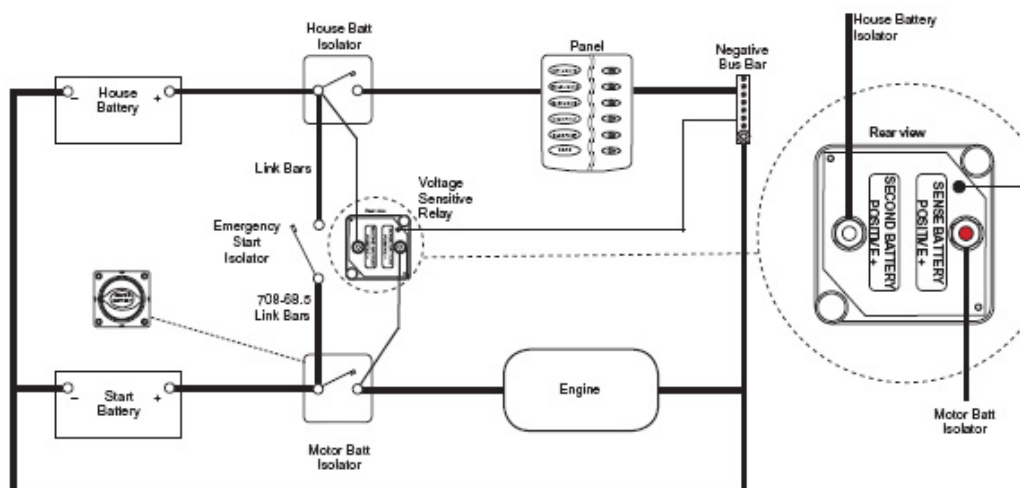 House Batt
Isolator
Panel
Negative
Bus Bar
House Battery
Isolator
-
House
Battery
+
Link Bars
Voltage
Sensitive
Relay
Rear view
Rear view
SECOND BATTERY
POSITIVE+
SENSE BATTERY
POSITIVE+
Emergency
Start
Isolator
708-68.5
Link Bars
-
Start
Battery
+
Engine
Motor Batt
Isolator
Motor Batt
Isolator